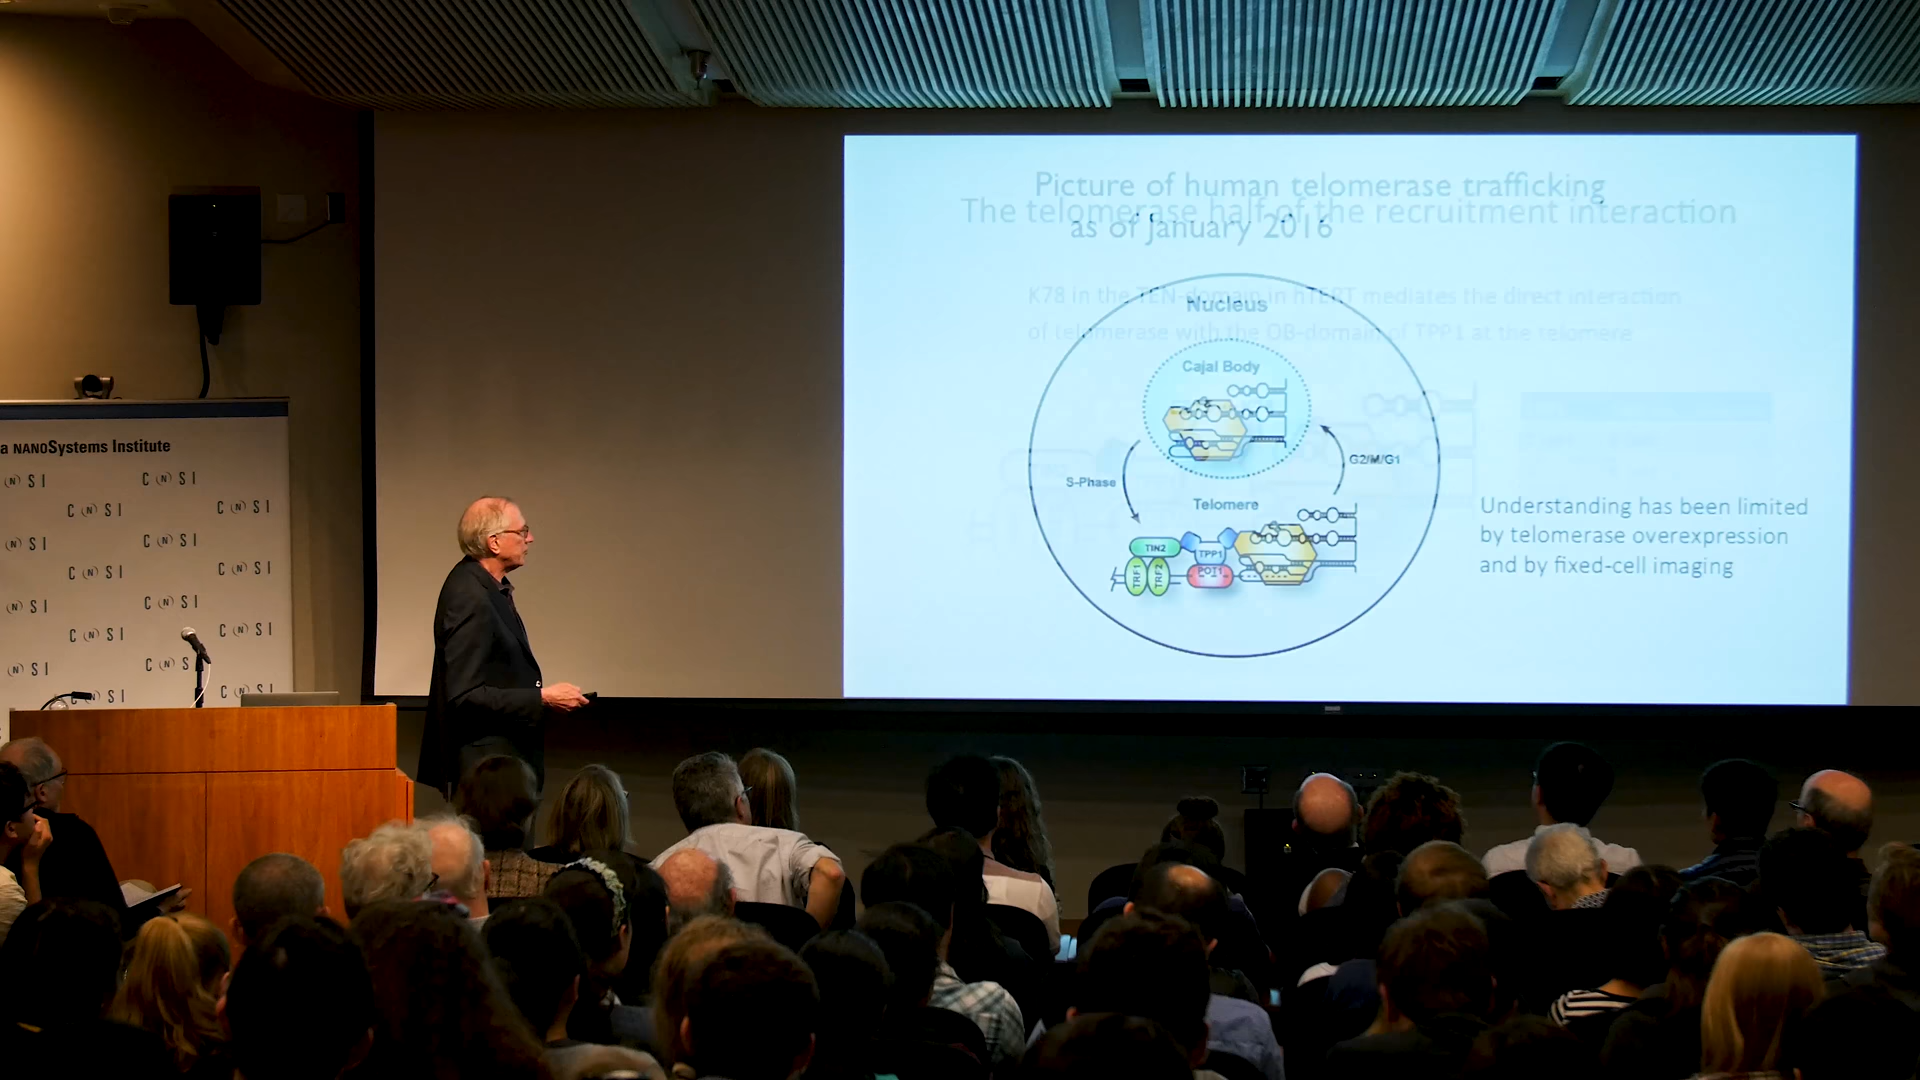 Picture of human telomerase trafficking
The telomerase half of the recruitment interaction
as of January 2016
K78 in the TEN-domain in hTERT mediates the direct interaction
of telomerase with the OB-domain of TPP1 at the telomere
Nucleus
Cajal Body
S-Phase
G2/M/G1
Telomere
TIN2
TPP1
POT1
TRF1
TRF2
Understanding has been limited
by telomerase overexpression
and by fixed-cell imaging
a NANOSystems Institute
(N) S I
C (N) S I
C (N) S I
C (N) S I
(N) S I
C (N) S I
C (N) S I
C (N) S I
(N) S I
C (N) S I
C (N) S I
C (N) S I
(N) S I
C (N) S
C (N) S I
(N) S I